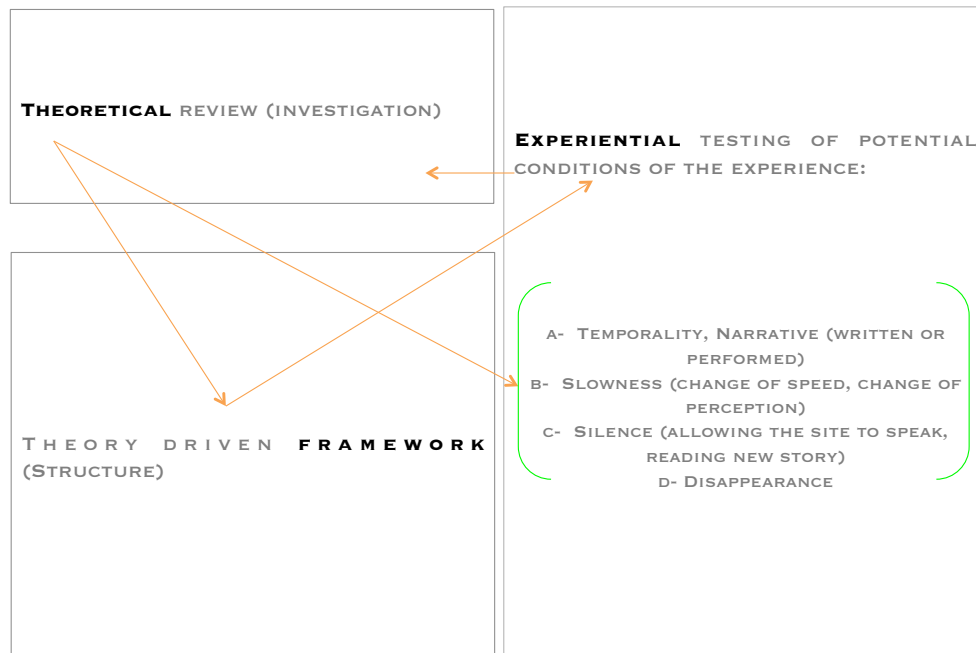 Theoretical review (investigation)
Experiential testing of potential
conditions of the experience:
A- Temporality, Narrative (written or
performed)
B- Slowness (change of speed, change of
perception)
C- Silence (allowing the site to speak,
reading new story)
D- Disappearance
Theory driven framework
(Structure)